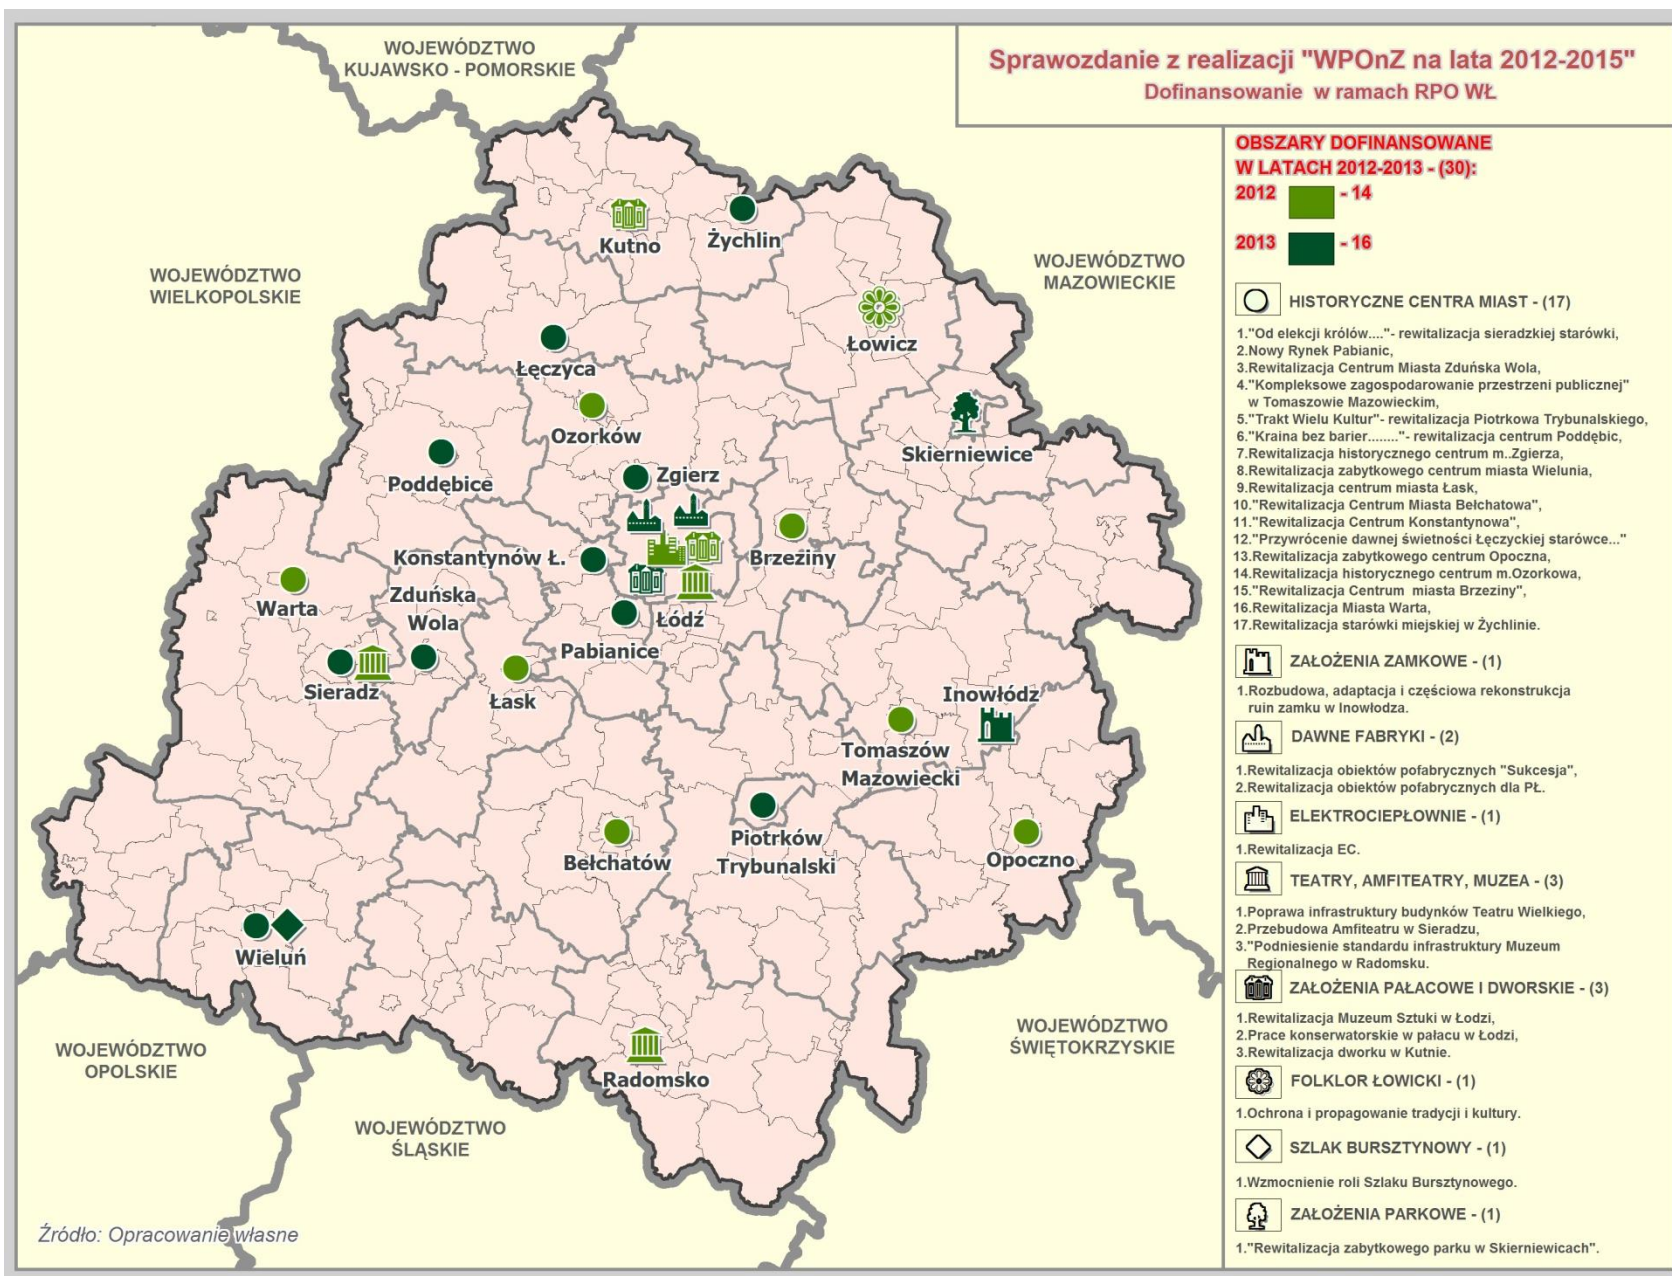 Sprawozdanie z realizacji "WPOnZ na lata 2012-2015"
Dofinansowanie w ramach RPO WŁ
WOJEWÓDZTWO
KUJAWSKO - POMORSKIE
WOJEWÓDZTWO
WIELKOPOLSKIE
WOJEWÓDZTWO
MAZOWIECKIE
Kutno
Żychlin
Łowicz
Łęczyca
Ozorków
Skierniewice
Poddębice
Zgierz
Konstantynów Ł.
Brzeziny
Warta
Zduńska
Wola
Łódź
Pabianice
Sieradz
Łask
Inowłódz
Tomaszów
Mazowiecki
Piotrków
Trybunalski
Bełchatów
Opoczno
Wieluń
Radomsko
WOJEWÓDZTWO
OPOLSKIE
WOJEWÓDZTWO
ŚWIĘTOKRZYSKIE
WOJEWÓDZTWO
ŚLĄSKIE
Źródło: Opracowanie własne
OBSZARY DOFINANSOWANE
W LATACH 2012-2013 - (30):
2012 - 14
2013 - 16
HISTORYCZNE CENTRA MIAST - (17)
1."Od elekcji królów...."- rewitalizacja sieradzkiej starówki,
2.Nowy Rynek Pabianic,
3.Rewitalizacja Centrum Miasta Zduńska Wola,
4."Kompleksowe zagospodarowanie przestrzeni publicznej"
w Tomaszowie Mazowieckim,
5."Trakt Wielu Kultur"- rewitalizacja Piotrkowa Trybunalskiego,
6."Kraina bez barier........"- rewitalizacja centrum Poddębic,
7.Rewitalizacja historycznego centrum m..Zgierza,
8.Rewitalizacja zabytkowego centrum miasta Wielunia,
9.Rewitalizacja centrum miasta Łask,
10."Rewitalizacja Centrum Miasta Bełchatowa",
11."Rewitalizacja Centrum Konstantynowa",
12."Przywrócenie dawnej świetności Łęczyckiej starówce..."
13.Rewitalizacja zabytkowego centrum Opoczna,
14.Rewitalizacja historycznego centrum m.Ozorkowa,
15."Rewitalizacja Centrum miasta Brzeziny",
16.Rewitalizacja Miasta Warta,
17.Rewitalizacja starówki miejskiej w Żychlinie.
ZAŁOŻENIA ZAMKOWE - (1)
1.Rozbudowa, adaptacja i częściowa rekonstrukcja
ruin zamku w Inowłodza.
DAWNE FABRYKI - (2)
1.Rewitalizacja obiektów pofabrycznych "Sukcesja",
2.Rewitalizacja obiektów pofabrycznych dla PŁ.
ELEKTROCIEPŁOWNIE - (1)
1.Rewitalizacja EC.
TEATRY, AMFITEATRY, MUZEA - (3)
1.Poprawa infrastruktury budynków Teatru Wielkiego,
2.Przebudowa Amfiteatru w Sieradzu,
3."Podniesienie standardu infrastruktury Muzeum
Regionalnego w Radomsku.
ZAŁOŻENIA PAŁACOWE I DWORSKIE - (3)
1.Rewitalizacja Muzeum Sztuki w Łodzi,
2.Prace konserwatorskie w pałacu w Łodzi,
3.Rewitalizacja dworku w Kutnie.
FOLKLOR ŁOWICKI - (1)
1.Ochrona i propagowanie tradycji i kultury.
SZLAK BURSZTYNOWY - (1)
1.Wzmocnienie roli Szlaku Bursztynowego.
ZAŁOŻENIA PARKOWE - (1)
1."Rewitalizacja zabytkowego parku w Skierniewicach".